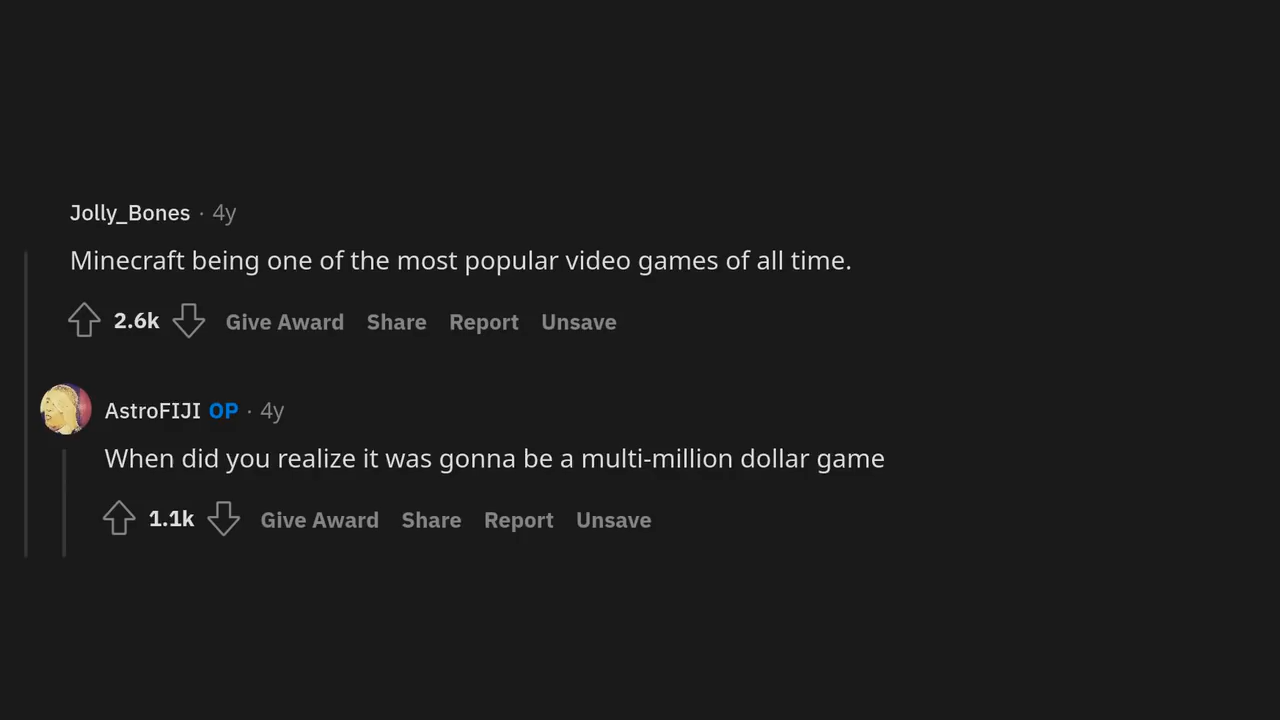 Jolly_Bones · 4y
Minecraft being one of the most popular video games of all time.
2.6k Give Award Share Report Unsave
AstroFIJI OP · 4y
When did you realize it was gonna be a multi-million dollar game
1.1k Give Award Share Report Unsave